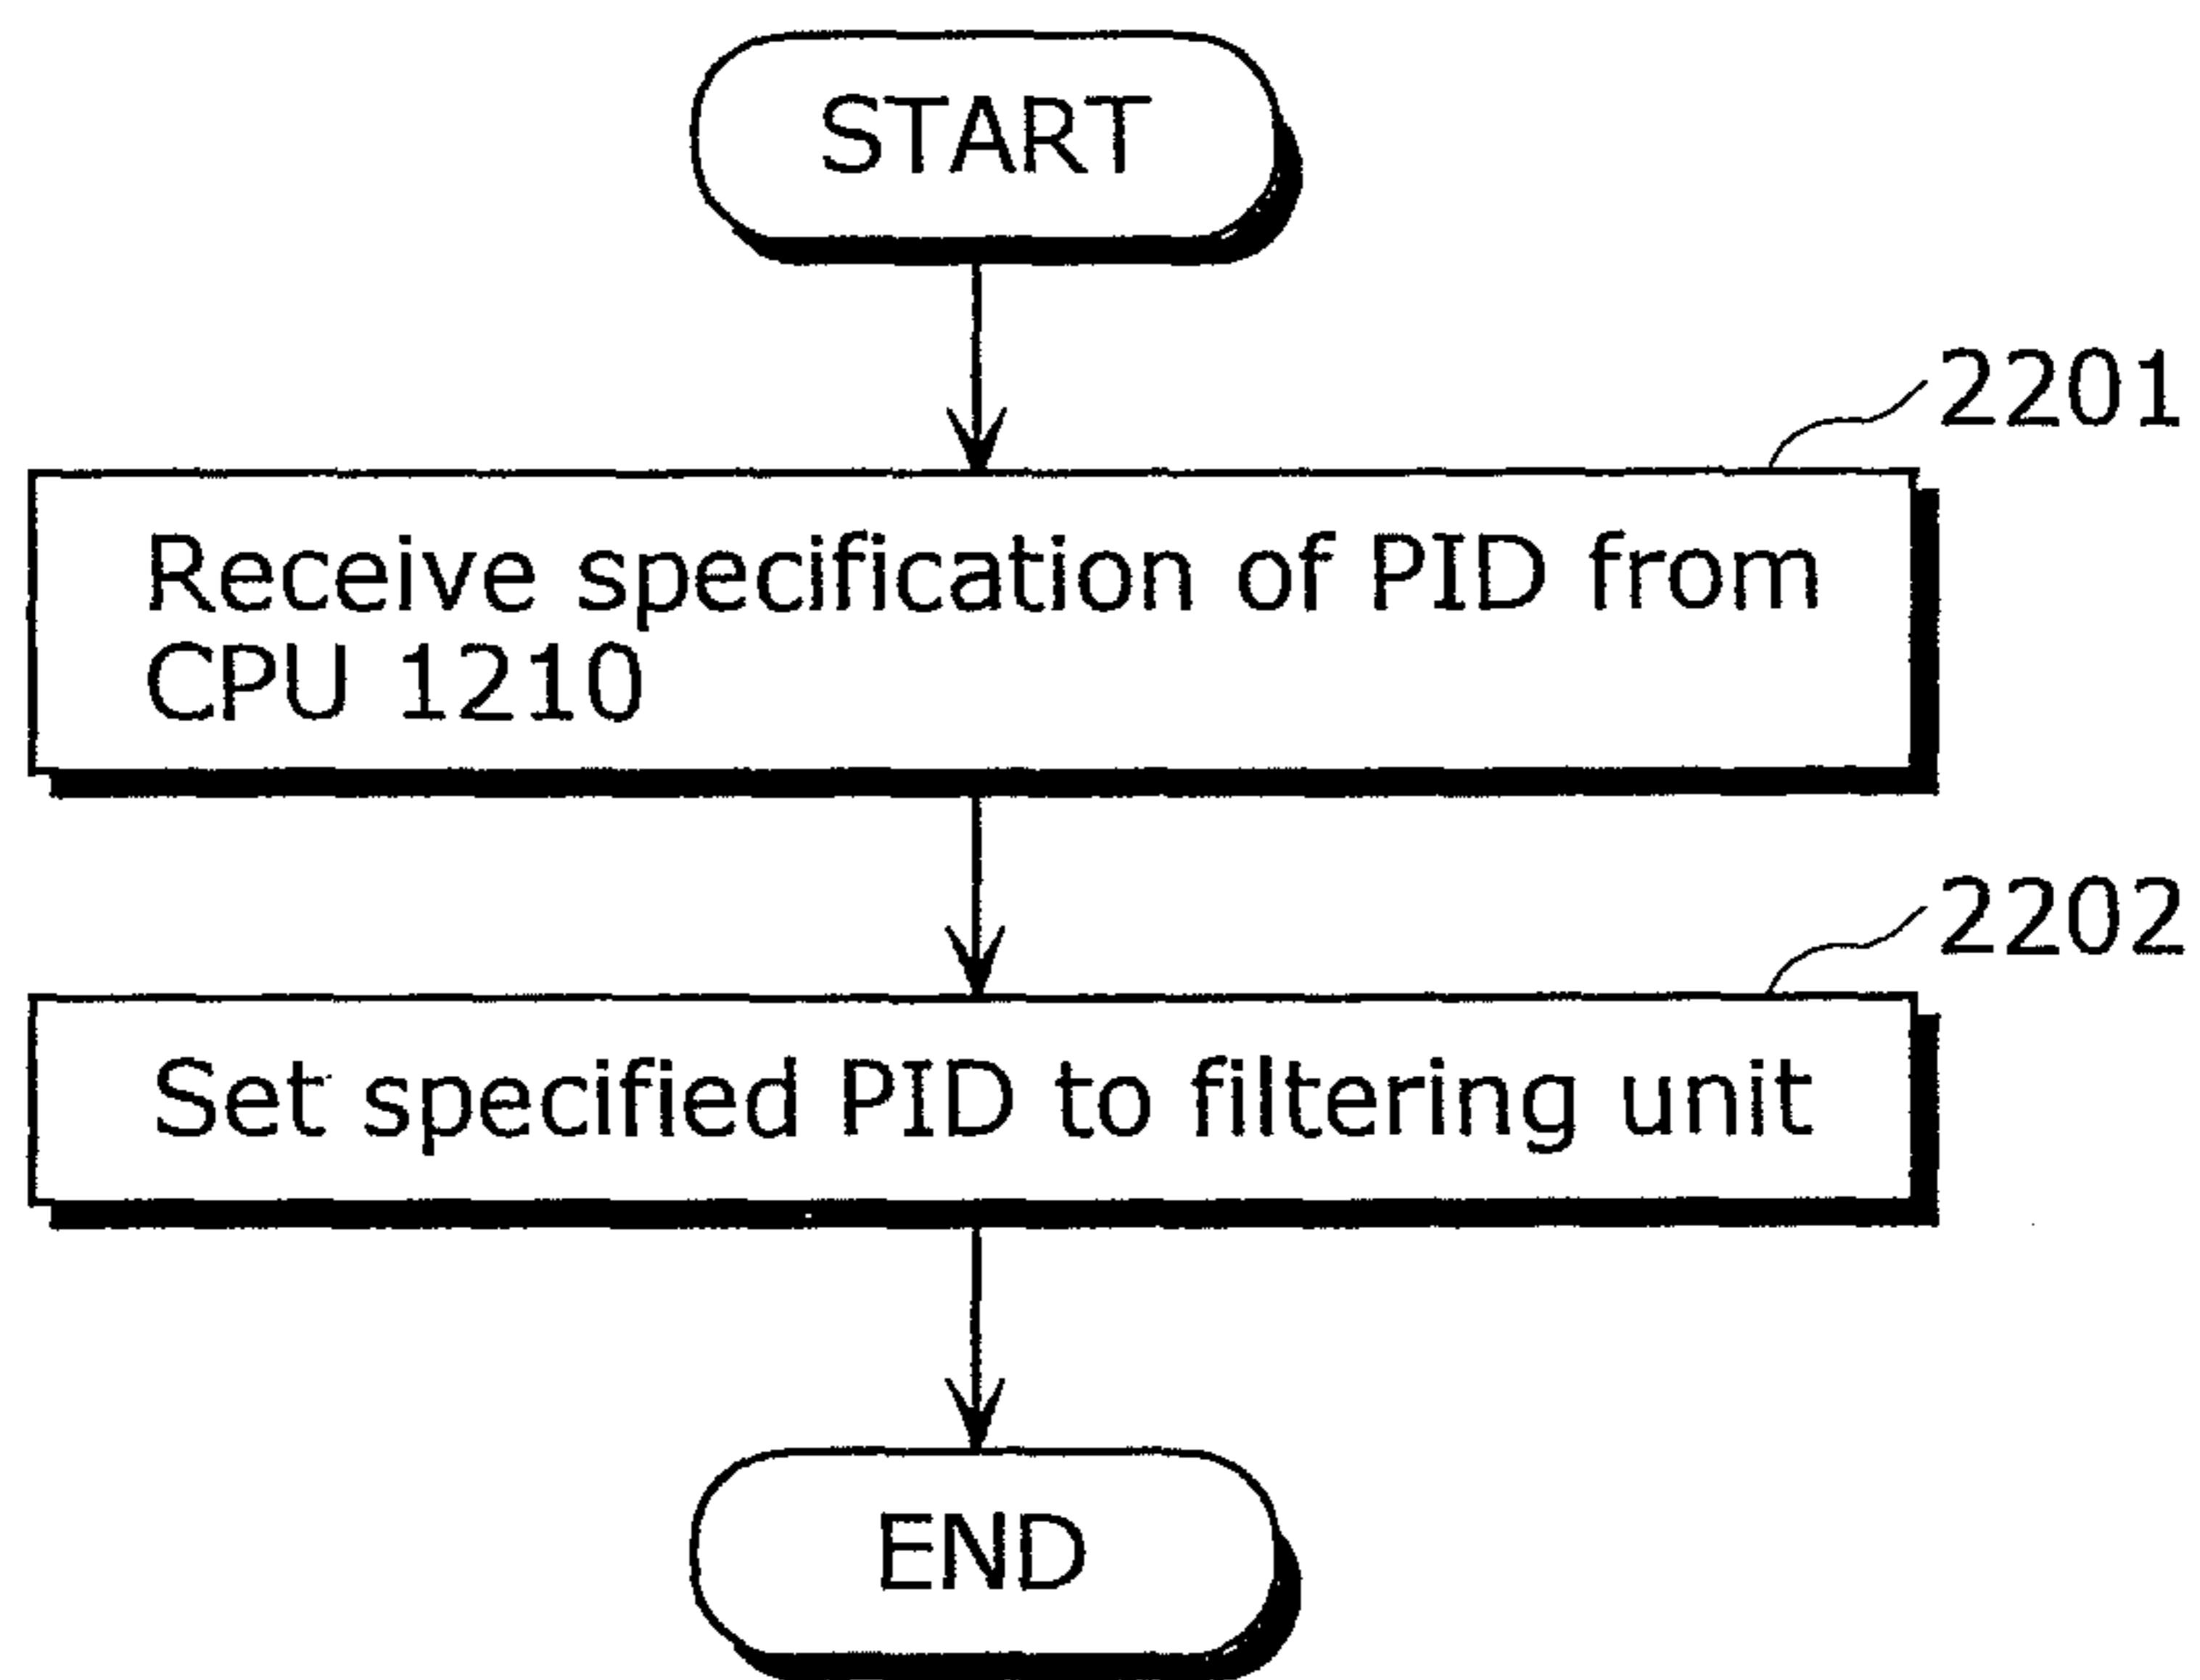 START
2201
Receive specification of PID from
CPU 1210
2202
Set specified PID to filtering unit
END